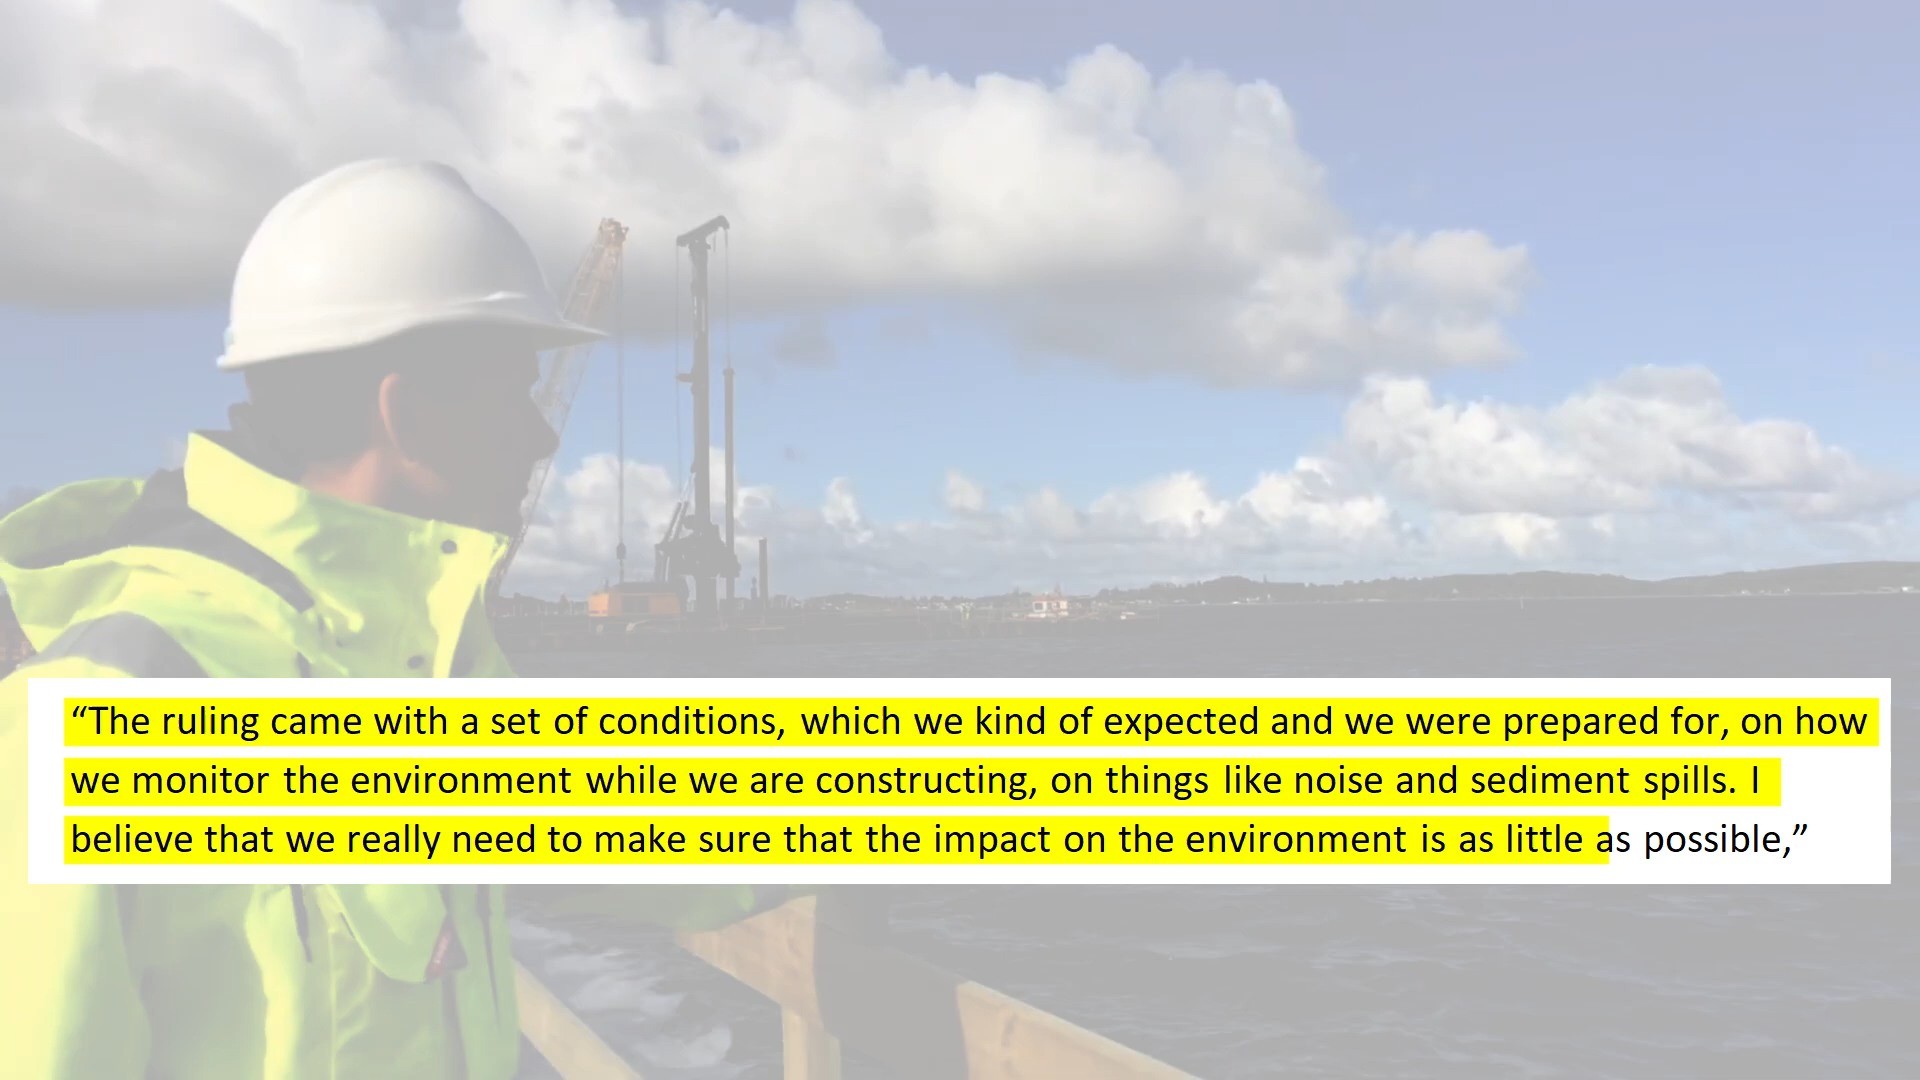 “The ruling came with a set of conditions, which we kind of expected and we were prepared for, on how
we monitor the environment while we are constructing, on things like noise and sediment spills. I
believe that we really need to make sure that the impact on the environment is as little as possible,”